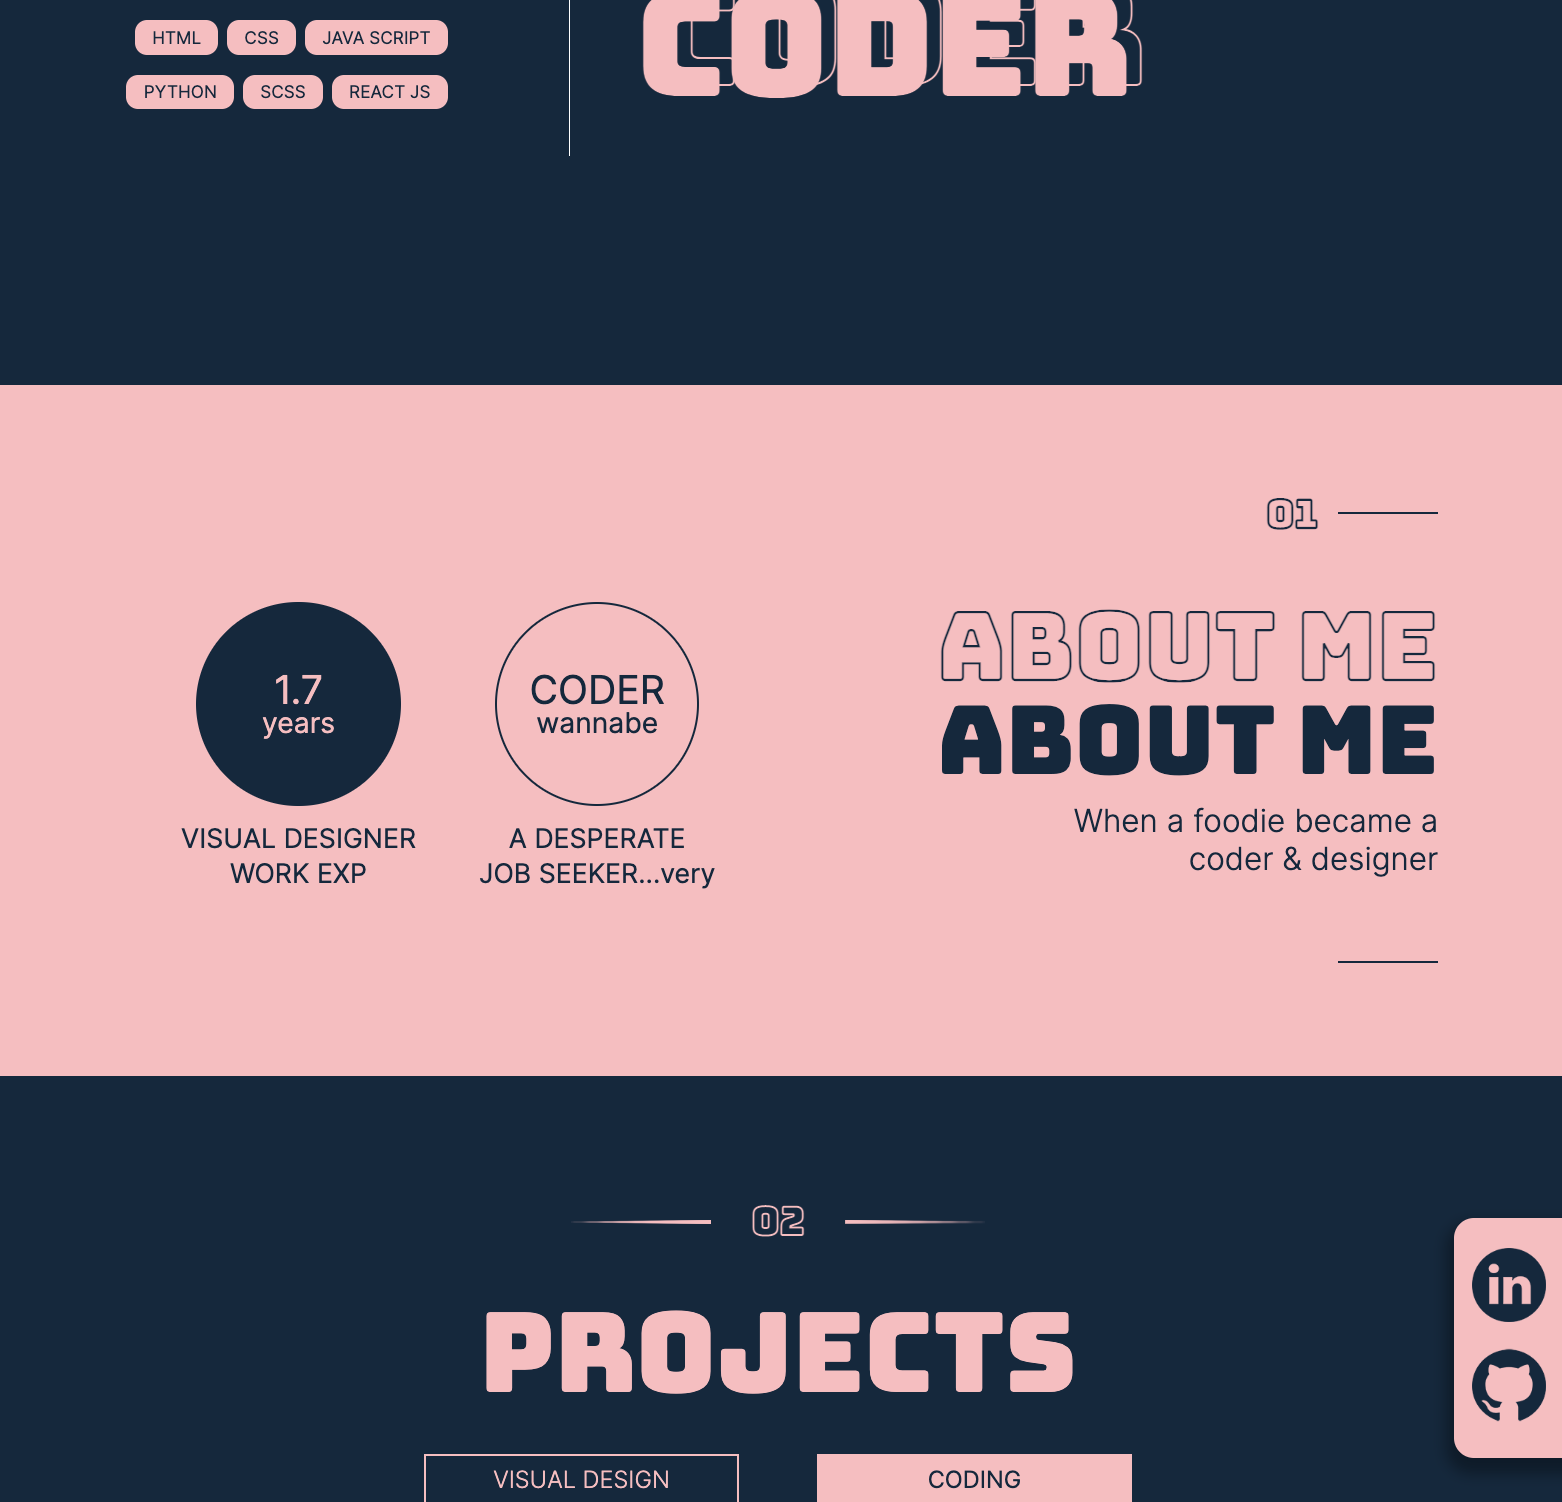 HTML CSS JAVA SCRIPT
PYTHON SCSS REACT JS
CODER
01
1.7
years
VISUAL DESIGNER
WORK EXP
CODER
wannabe
A DESPERATE
JOB SEEKER...very
ABOUT ME
ABOUT ME
When a foodie became a
coder & designer
02
PROJECTS
in
VISUAL DESIGN
CODING